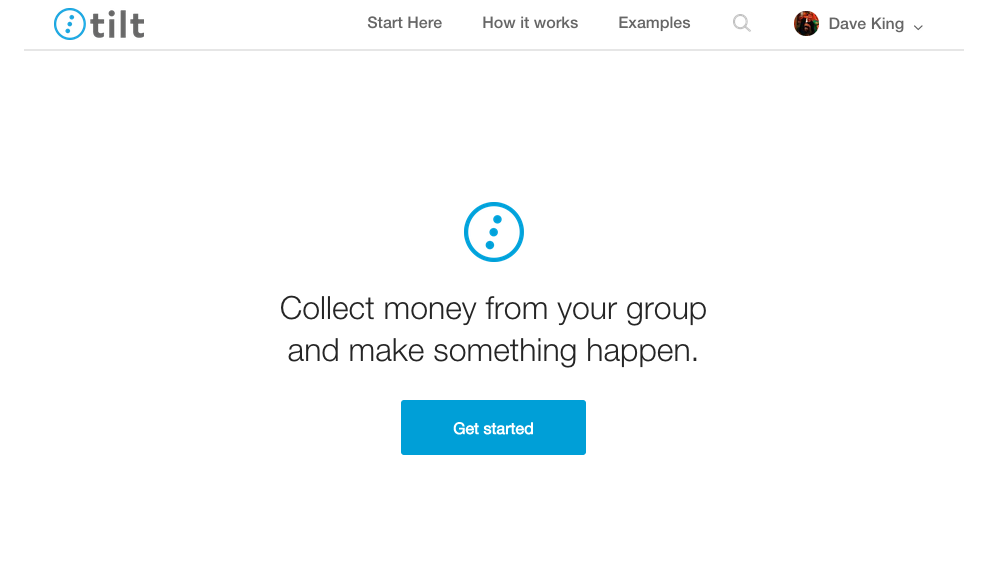 tilt
Start Here
How it works
Examples
Dave King
Collect money from your group
and make something happen.
Get started